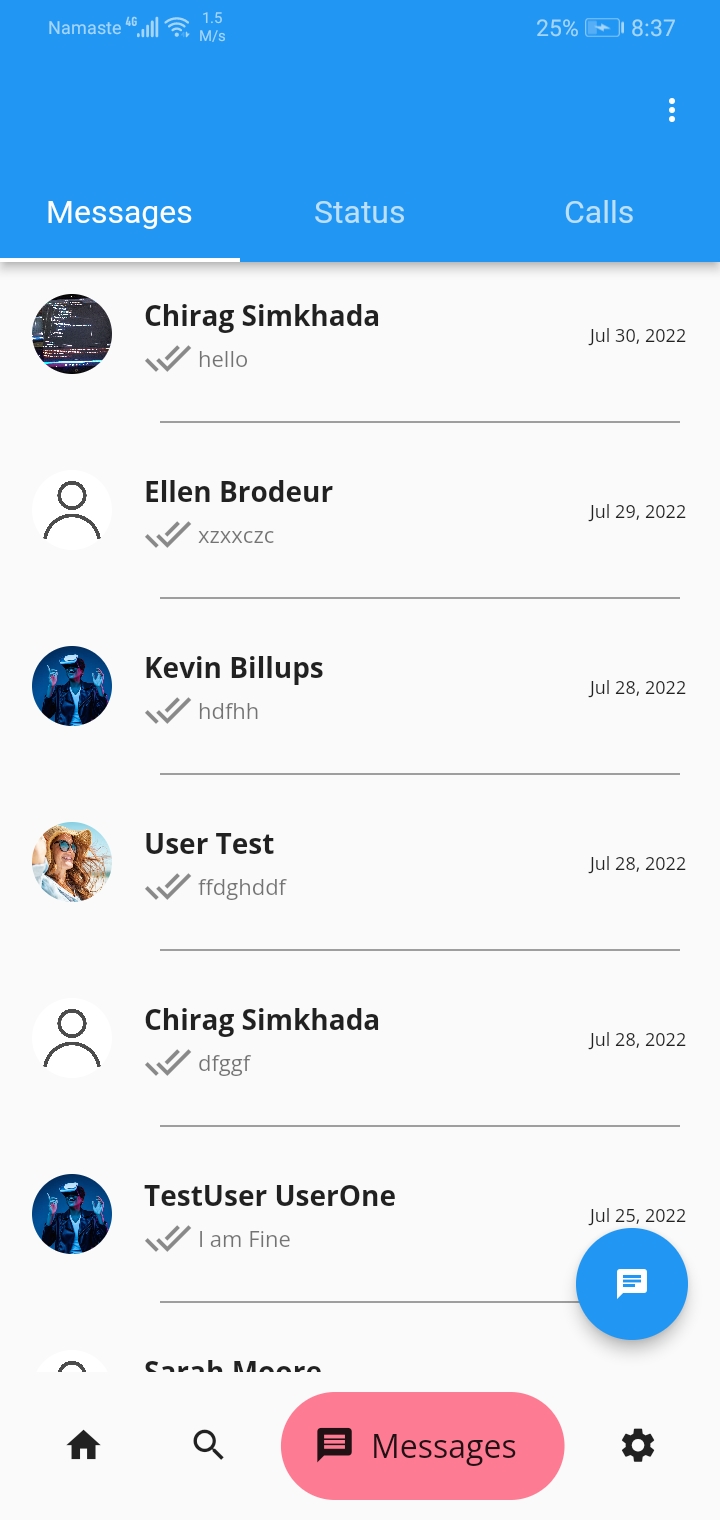 Namaste 4G 1.5 M/s 25% 8:37
Messages Status Calls
Chirag Simkhada
hello
Jul 30, 2022
Ellen Brodeur
xzxxczc
Jul 29, 2022
Kevin Billups
hdfhh
Jul 28, 2022
User Test
ffdghddf
Jul 28, 2022
Chirag Simkhada
dfggf
Jul 28, 2022
TestUser UserOne
I am Fine
Jul 25, 2022
Sarah Moore
Messages